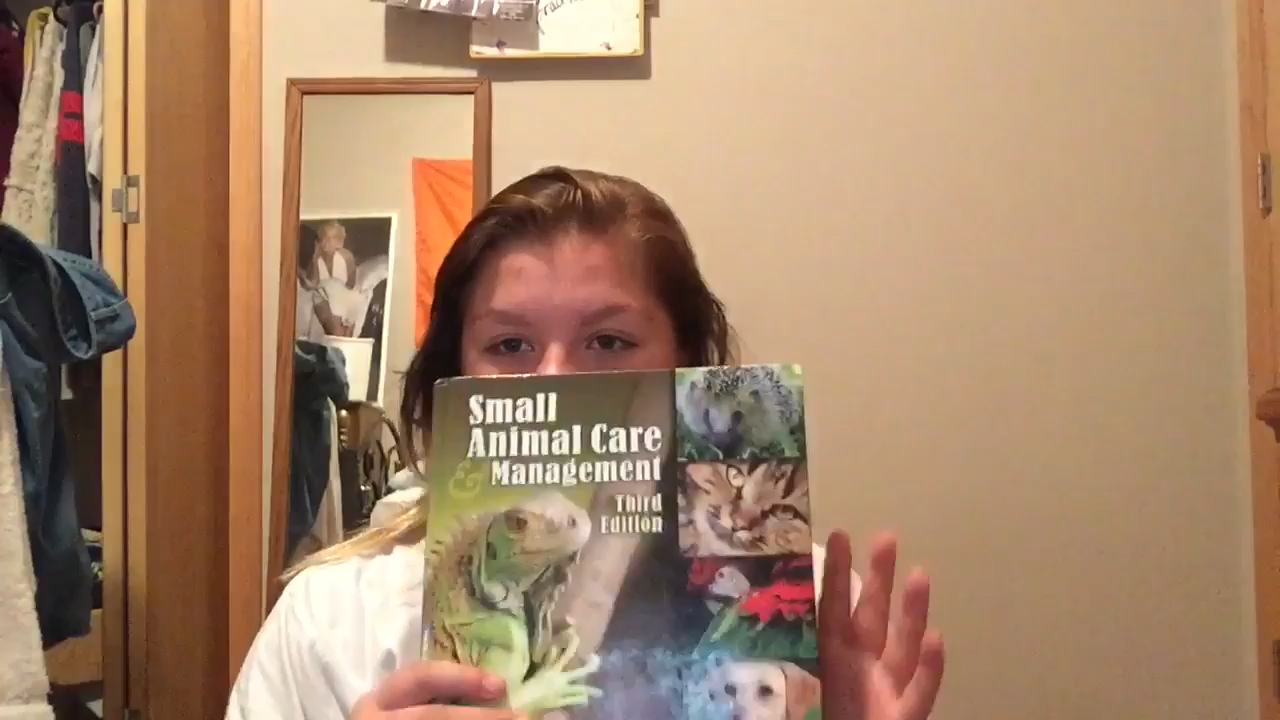 Small
Animal Care
& Management
Third
Edition